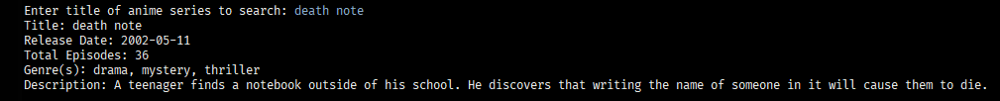 Enter title of anime series to search: death note
Title: death note
Release Date: 2002-05-11
Total Episodes: 36
Genre(s): drama, mystery, thriller
Description: A teenager finds a notebook outside of his school. He discovers that writing the name of someone in it will cause them to die.